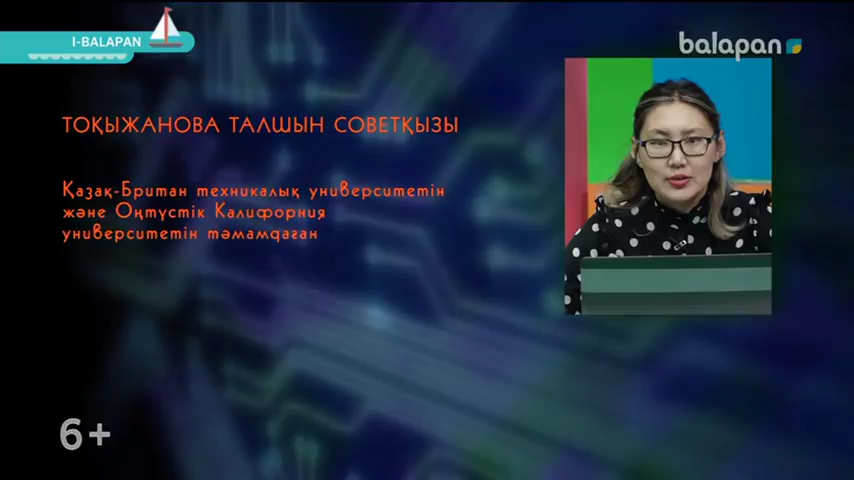 I-BALAPAN
balapan
ТОҚЫЖАНОВА ТАЛШЫН СОВЕТҚЫЗЫ
Қазақ-Британ техникалық университетін
және Оңтүстік Калифорния
университетін тәмамдаған
6+